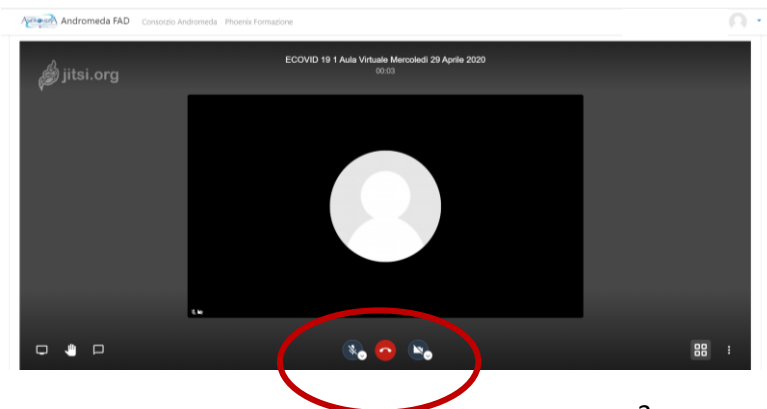 Andromeda FAD Consorzio Andromeda Phoenix Formazione
jitsi.org
ECOVID 19 1 Aula Virtuale Mercoledì 29 Aprile 2020
00:03